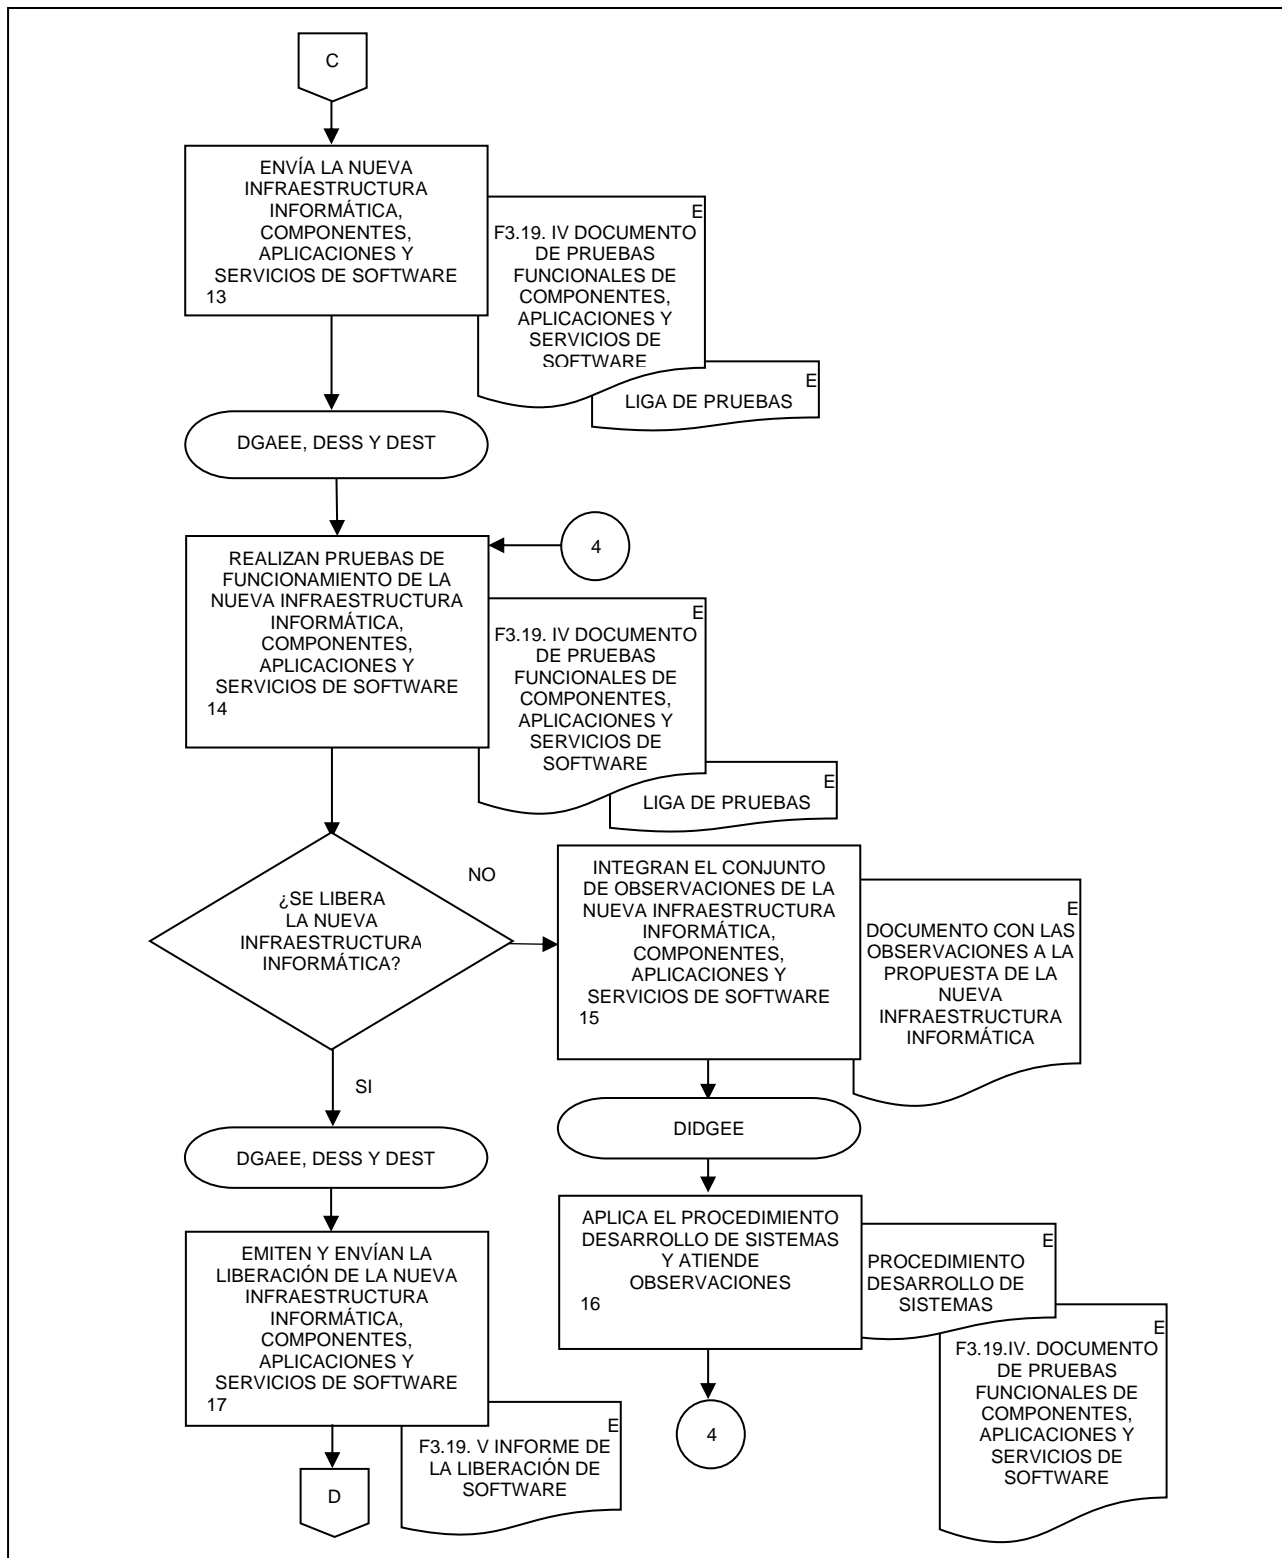 C
ENVÍA LA NUEVA
INFRAESTRUCTURA
INFORMÁTICA,
COMPONENTES,
APLICACIONES Y
SERVICIOS DE SOFTWARE
13
E
F3.19. IV DOCUMENTO
DE PRUEBAS
FUNCIONALES DE
COMPONENTES,
APLICACIONES Y
SERVICIOS DE
SOFTWARE
E
LIGA DE PRUEBAS
DGAEE, DESS Y DEST
4
REALIZAN PRUEBAS DE
FUNCIONAMIENTO DE LA
NUEVA INFRAESTRUCTURA
INFORMÁTICA,
COMPONENTES,
APLICACIONES Y
SERVICIOS DE SOFTWARE
14
E
F3.19. IV DOCUMENTO
DE PRUEBAS
FUNCIONALES DE
COMPONENTES,
APLICACIONES Y
SERVICIOS DE
SOFTWARE
E
LIGA DE PRUEBAS
¿SE LIBERA
LA NUEVA
INFRAESTRUCTURA
INFORMÁTICA?
NO
INTEGRAN EL CONJUNTO
DE OBSERVACIONES DE LA
NUEVA INFRAESTRUCTURA
INFORMÁTICA,
COMPONENTES,
APLICACIONES Y
SERVICIOS DE SOFTWARE
15
E
DOCUMENTO CON LAS
OBSERVACIONES A LA
PROPUESTA DE LA
NUEVA
INFRAESTRUCTURA
INFORMÁTICA
SI
DIDGEE
DGAEE, DESS Y DEST
APLICA EL PROCEDIMIENTO
DESARROLLO DE SISTEMAS
Y ATIENDE
OBSERVACIONES
16
E
PROCEDIMIENTO
DESARROLLO DE
SISTEMAS
E
F3.19.IV. DOCUMENTO
DE PRUEBAS
FUNCIONALES DE
COMPONENTES,
APLICACIONES Y
SERVICIOS DE
SOFTWARE
4
EMITEN Y ENVÍAN LA
LIBERACIÓN DE LA NUEVA
INFRAESTRUCTURA
INFORMÁTICA,
COMPONENTES,
APLICACIONES Y
SERVICIOS DE SOFTWARE
17
E
F3.19. V INFORME DE
LA LIBERACIÓN DE
SOFTWARE
D